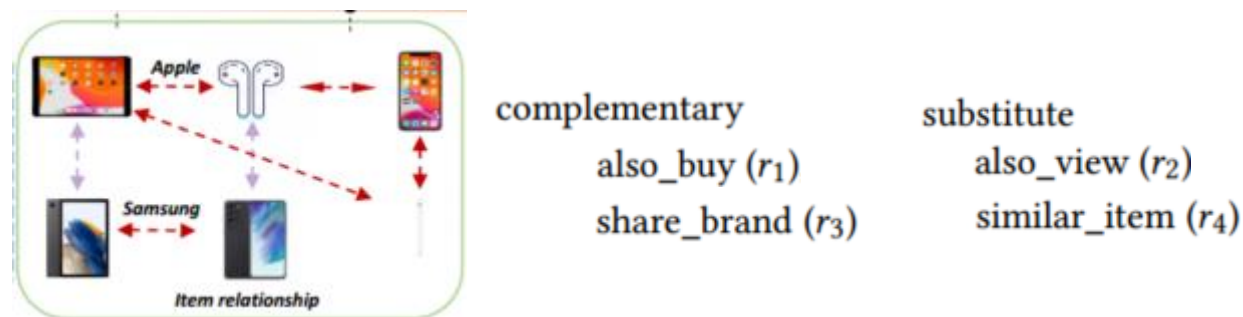 Apple
Samsung
Item relationship
complementary
also_buy (r1)
share_brand (r3)
substitute
also_view (r2)
similar_item (r4)